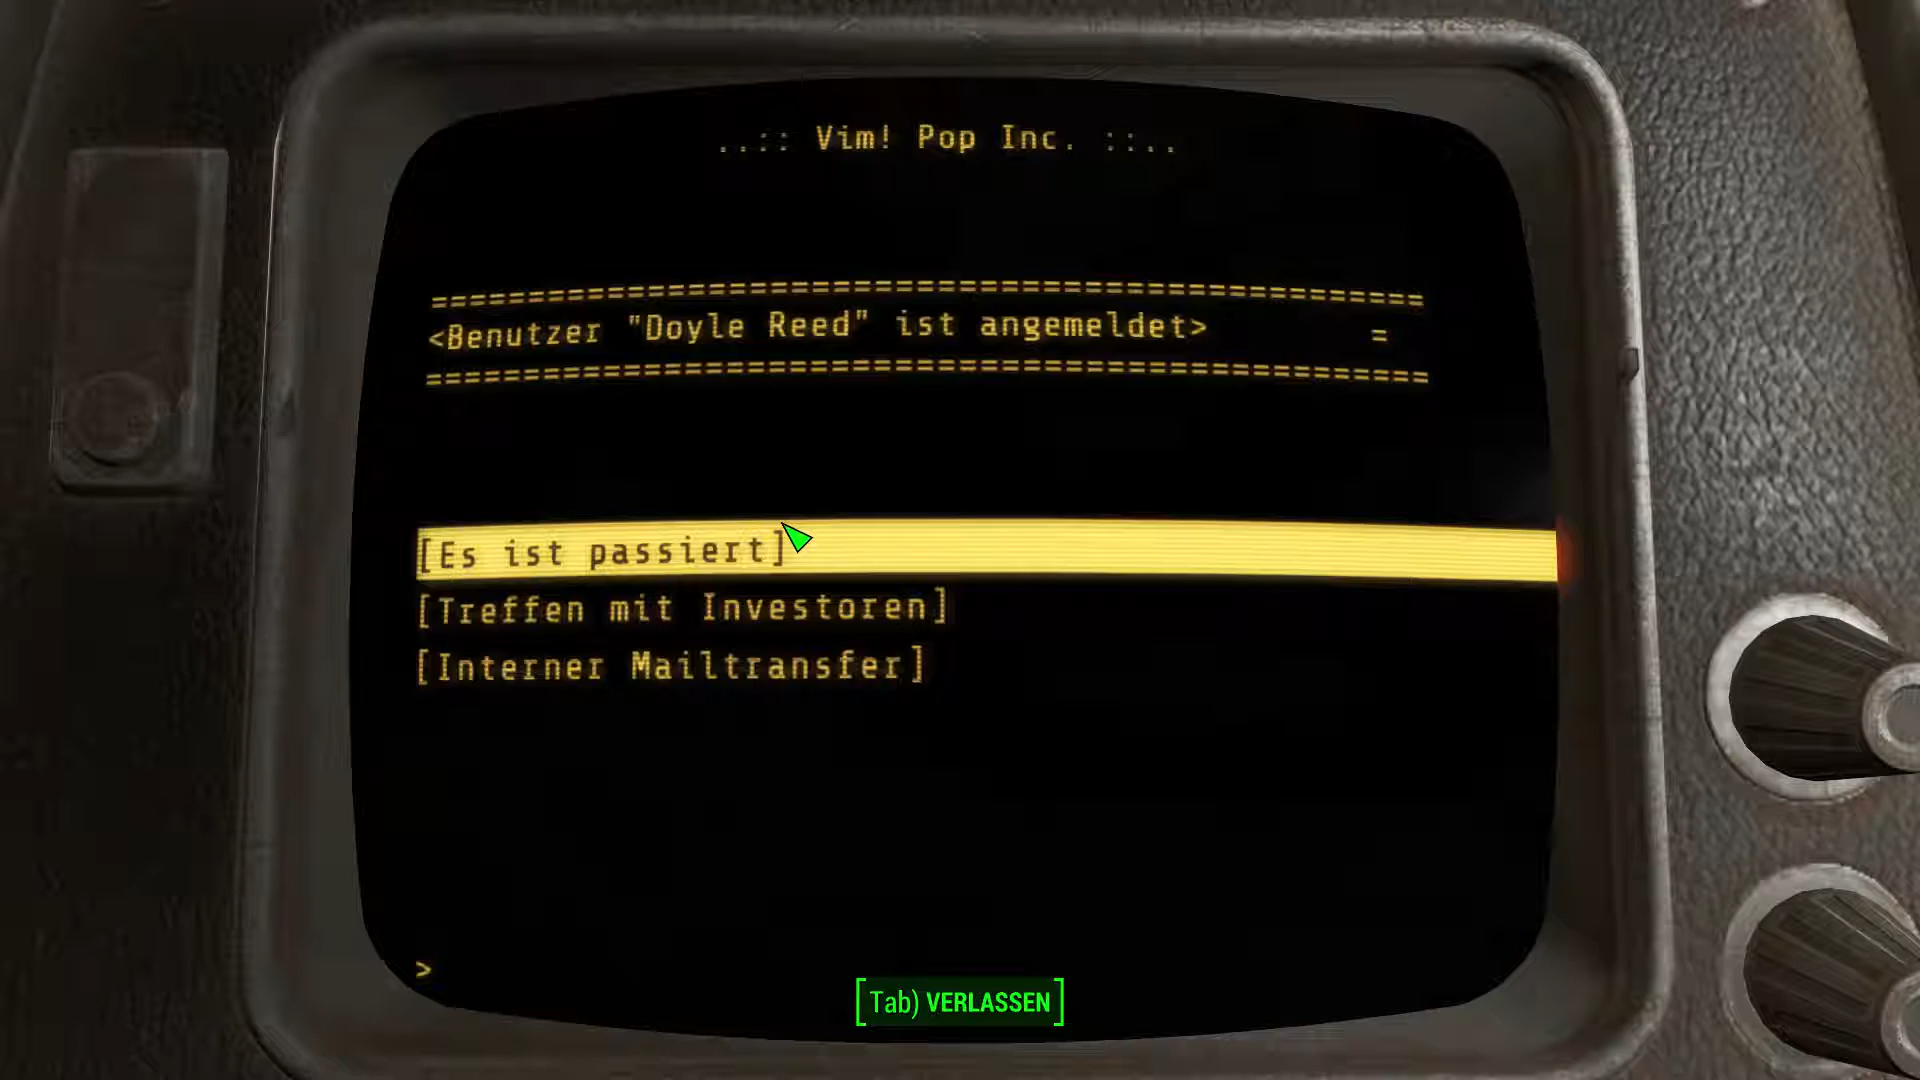 ..:: Vim! Pop Inc. ::..
===================================================
<Benutzer "Doyle Reed" ist angemeldet> =
===================================================
[Es ist passiert]
[Treffen mit Investoren]
[Interner Mailtransfer]
>
[Tab) VERLASSEN]